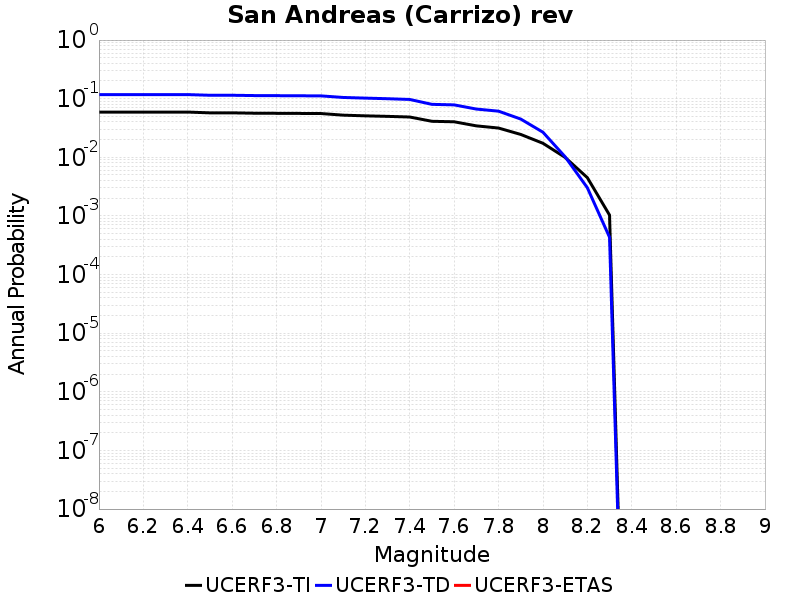 San Andreas (Carrizo) rev
10^0
10^-1
10^-2
10^-3
10^-4
10^-5
10^-6
10^-7
10^-8
Annual Probability
6 6.2 6.4 6.6 6.8 7 7.2 7.4 7.6 7.8 8 8.2 8.4 8.6 8.8 9
Magnitude
UCERF3-TI UCERF3-TD UCERF3-ETAS